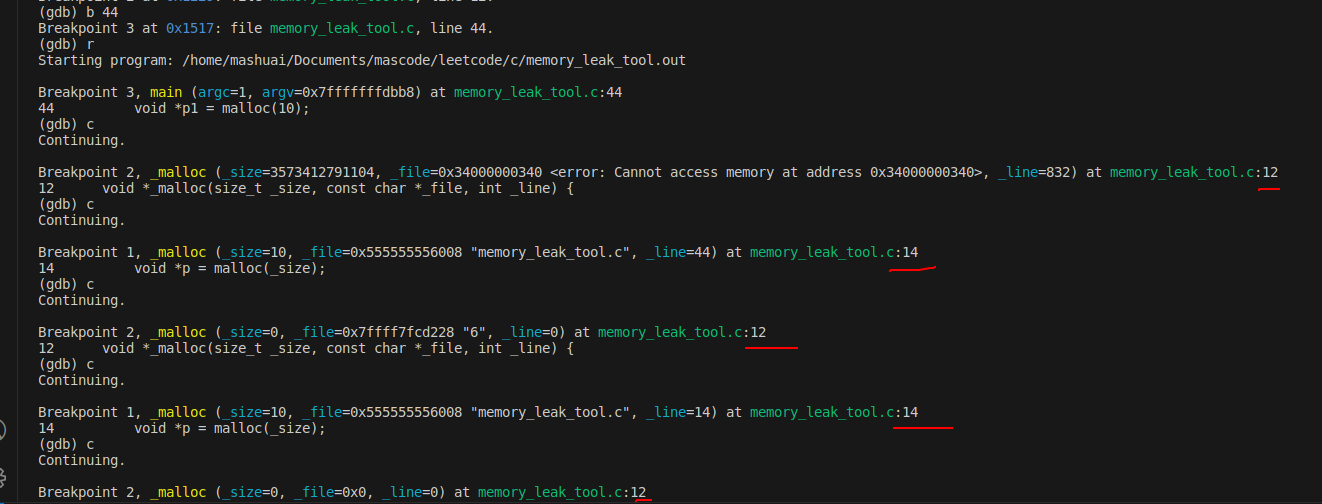 (gdb) b 44
Breakpoint 3 at 0x1517: file memory_leak_tool.c, line 44.
(gdb) r
Starting program: /home/mashuai/Documents/mascode/leetcode/c/memory_leak_tool.out
Breakpoint 3, main (argc=1, argv=0x7fffffffdbb8) at memory_leak_tool.c:44
44 void *p1 = malloc(10);
(gdb) c
Continuing.
Breakpoint 2, _malloc (_size=3573412791104, _file=0x34000000340 <error: Cannot access memory at address 0x34000000340>, _line=832) at memory_leak_tool.c:12
12 void *_malloc(size_t _size, const char *_file, int _line) {
(gdb) c
Continuing.
Breakpoint 1, _malloc (_size=10, _file=0x555555556008 "memory_leak_tool.c", _line=44) at memory_leak_tool.c:14
14 void *p = malloc(_size);
(gdb) c
Continuing.
Breakpoint 2, _malloc (_size=0, _file=0x7ffff7fcd228 "6", _line=0) at memory_leak_tool.c:12
12 void *_malloc(size_t _size, const char *_file, int _line) {
(gdb) c
Continuing.
Breakpoint 1, _malloc (_size=10, _file=0x555555556008 "memory_leak_tool.c", _line=14) at memory_leak_tool.c:14
14 void *p = malloc(_size);
(gdb) c
Continuing.
Breakpoint 2, _malloc (_size=0, _file=0x0, _line=0) at memory_leak_tool.c:12